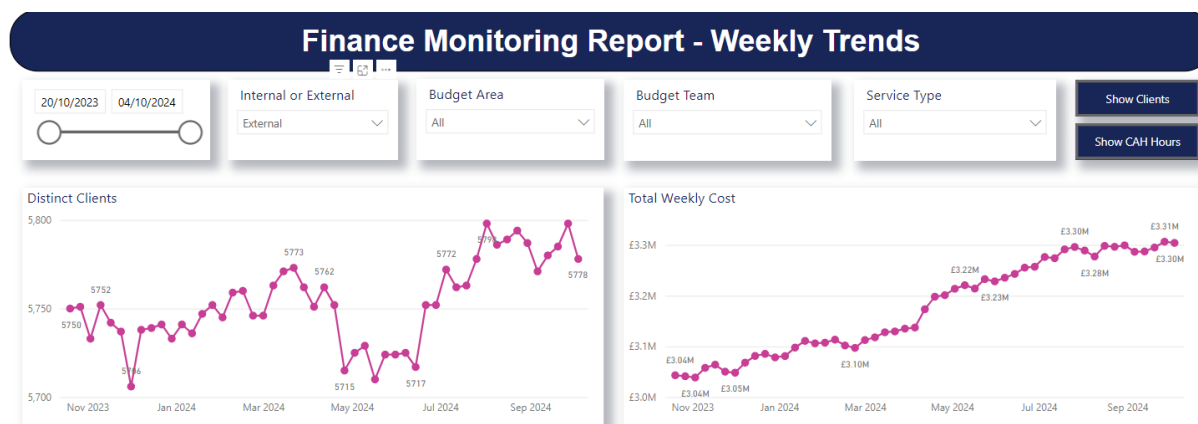 Finance Monitoring Report - Weekly Trends
20/10/2023 04/10/2024
Internal or External
External
Budget Area
All
Budget Team
All
Service Type
All
Show Clients
Show CAH Hours
Distinct Clients
5,800
5,750
5,700
5750
5752
5706
5773
5762
5715
5717
5772
5778
Nov 2023 Jan 2024 Mar 2024 May 2024 Jul 2024 Sep 2024
Total Weekly Cost
£3.3M
£3.2M
£3.1M
£3.0M
£3.04M
£3.04M
£3.05M
£3.10M
£3.22M
£3.23M
£3.30M
£3.28M
£3.31M
£3.30M
Nov 2023 Jan 2024 Mar 2024 May 2024 Jul 2024 Sep 2024